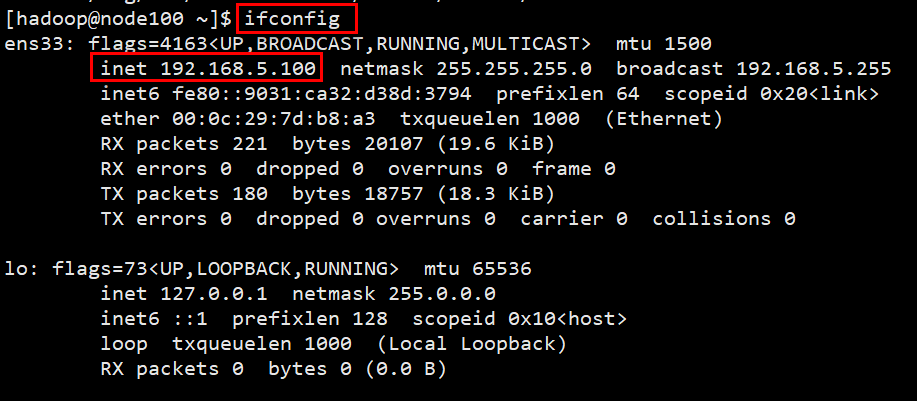 [hadoop@node100 ~]$ ifconfig
ens33: flags=4163<UP,BROADCAST,RUNNING,MULTICAST>  mtu 1500
        inet 192.168.5.100  netmask 255.255.255.0  broadcast 192.168.5.255
        inet6 fe80::9031:ca32:d38d:3794  prefixlen 64  scopeid 0x20<link>
        ether 00:0c:29:7d:b8:a3  txqueuelen 1000  (Ethernet)
        RX packets 221  bytes 20107 (19.6 KiB)
        RX errors 0  dropped 0  overruns 0  frame 0
        TX packets 180  bytes 18757 (18.3 KiB)
        TX errors 0  dropped 0 overruns 0  carrier 0  collisions 0

lo: flags=73<UP,LOOPBACK,RUNNING>  mtu 65536
        inet 127.0.0.1  netmask 255.0.0.0
        inet6 ::1  prefixlen 128  scopeid 0x10<host>
        loop  txqueuelen 1000  (Local Loopback)
        RX packets 0  bytes 0 (0.0 B)